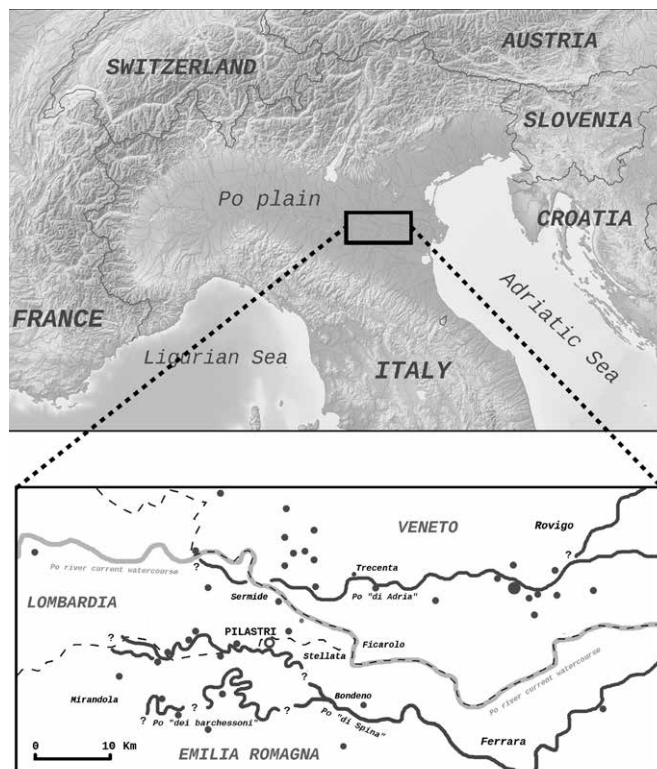 AUSTRIA
SWITZERLAND
SLOVENIA
Po plain
CROATIA
FRANCE
Adriatic Sea
Ligurian Sea
ITALY
VENETO
Rovigo
?
Po river current watercourse
?
Trecenta
Po "di Adria"
LOMBARDIA
Sermide
PILASTRI
?
Ficarolo
Stellata
Po river current watercourse
?
Mirandola
Bondeno
?
Po "dei barchessoni"
?
Po "di Spina"
Ferrara
0 10 Km
EMILIA ROMAGNA